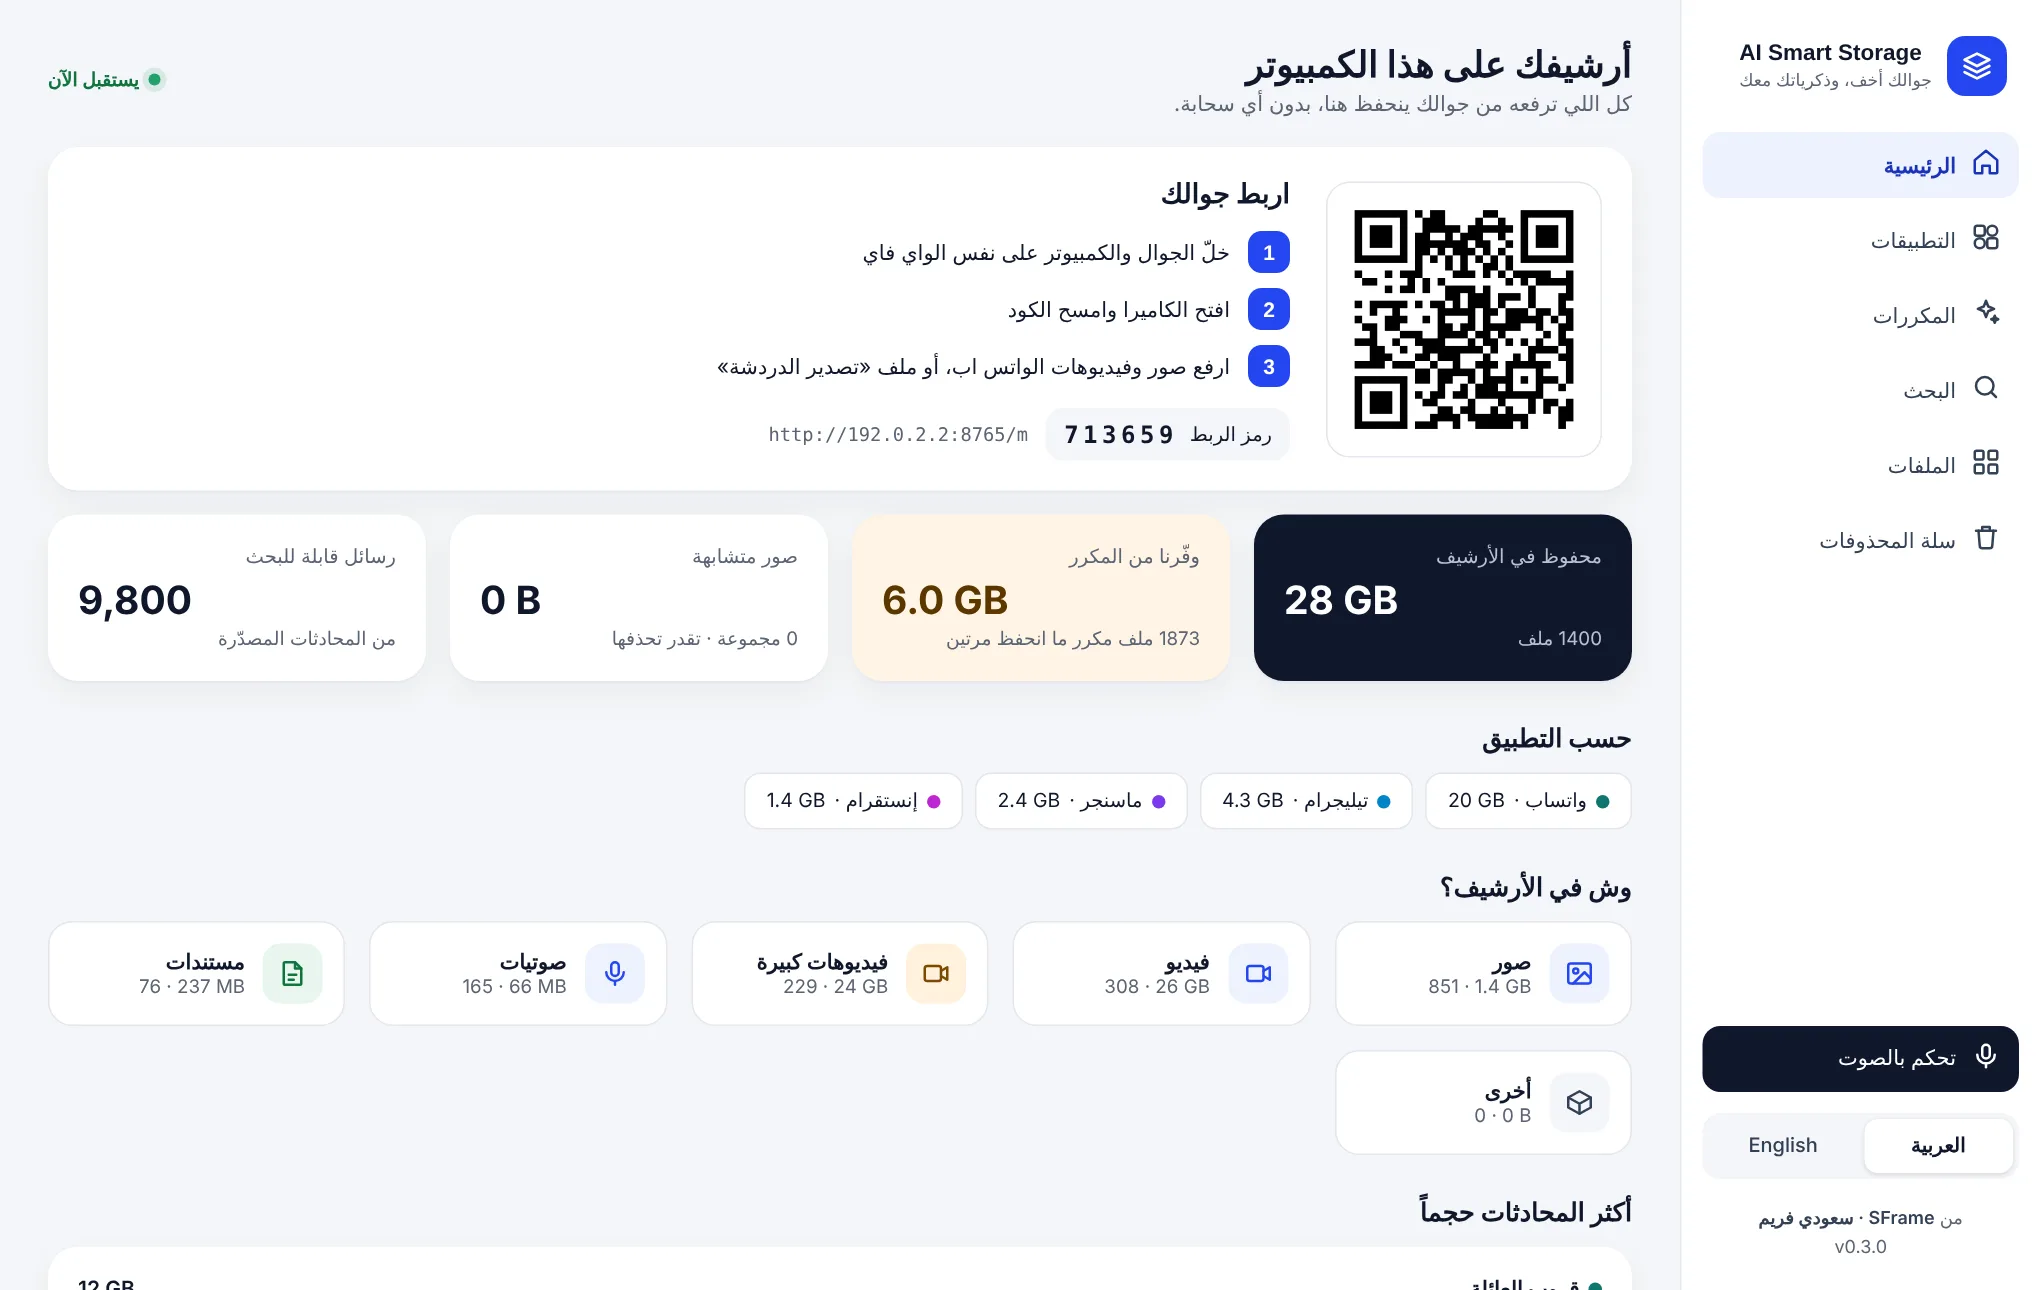 AI Smart Storage
جوالك أخف، وذكرياتك معك
الرئيسية
التطبيقات
المكررات
البحث
الملفات
سلة المحذوفات
تحكم بالصوت
العربية
English
من SFrame · سعودي فريم
v0.3.0
أرشيفك على هذا الكمبيوتر
كل اللي ترفعه من جوالك ينحفظ هنا، بدون أي سحابة.
يستقبل الآن
اربط جوالك
1 خلّ الجوال والكمبيوتر على نفس الواي فاي
2 افتح الكاميرا وامسح الكود
3 ارفع صور وفيديوهات الواتس اب، أو ملف «تصدير الدردشة»
رمز الربط 713659 http://192.0.2.2:8765/m
محفوظ في الأرشيف
28 GB
1400 ملف
وفّرنا من المكرر
6.0 GB
1873 ملف مكرر ما انحفظ مرتين
صور متشابهة
0 B
0 مجموعة · تقدر تحذفها
رسائل قابلة للبحث
9,800
من المحادثات المصدّرة
حسب التطبيق
واتساب · 20 GB
تيليجرام · 4.3 GB
ماسنجر · 2.4 GB
إنستقرام · 1.4 GB
وش في الأرشيف؟
صور
851 · 1.4 GB
فيديو
308 · 26 GB
فيديوهات كبيرة
229 · 24 GB
صوتيات
165 · 66 MB
مستندات
76 · 237 MB
أخرى
0 · 0 B
أكثر المحادثات حجماً
قروب العائلة
12 GB